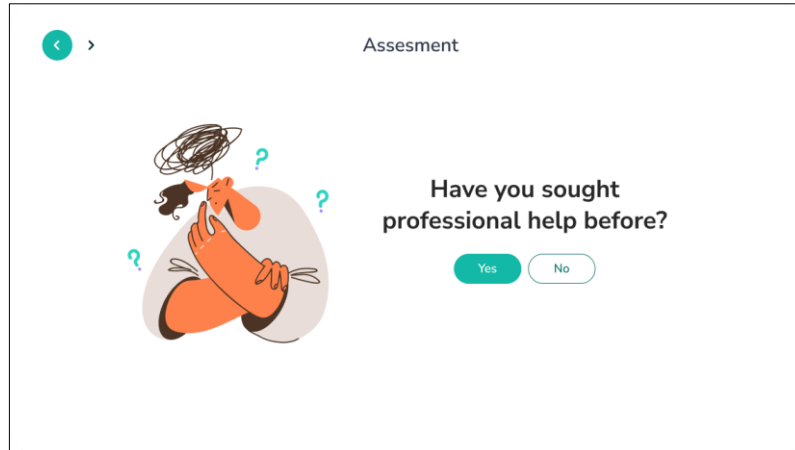 Assesment
?
?
?
Have you sought
professional help before?
Yes
No